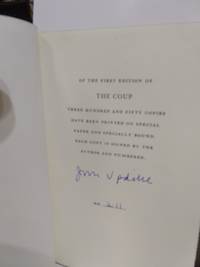 OF THE FIRST EDITION OF
THE COUP
THREE HUNDRED AND FIFTY COPIES
HAVE BEEN PRINTED ON SPECIAL
PAPER AND SPECIALLY BOUND.
EACH COPY IS SIGNED BY THE
AUTHOR AND NUMBERED.
John Updike